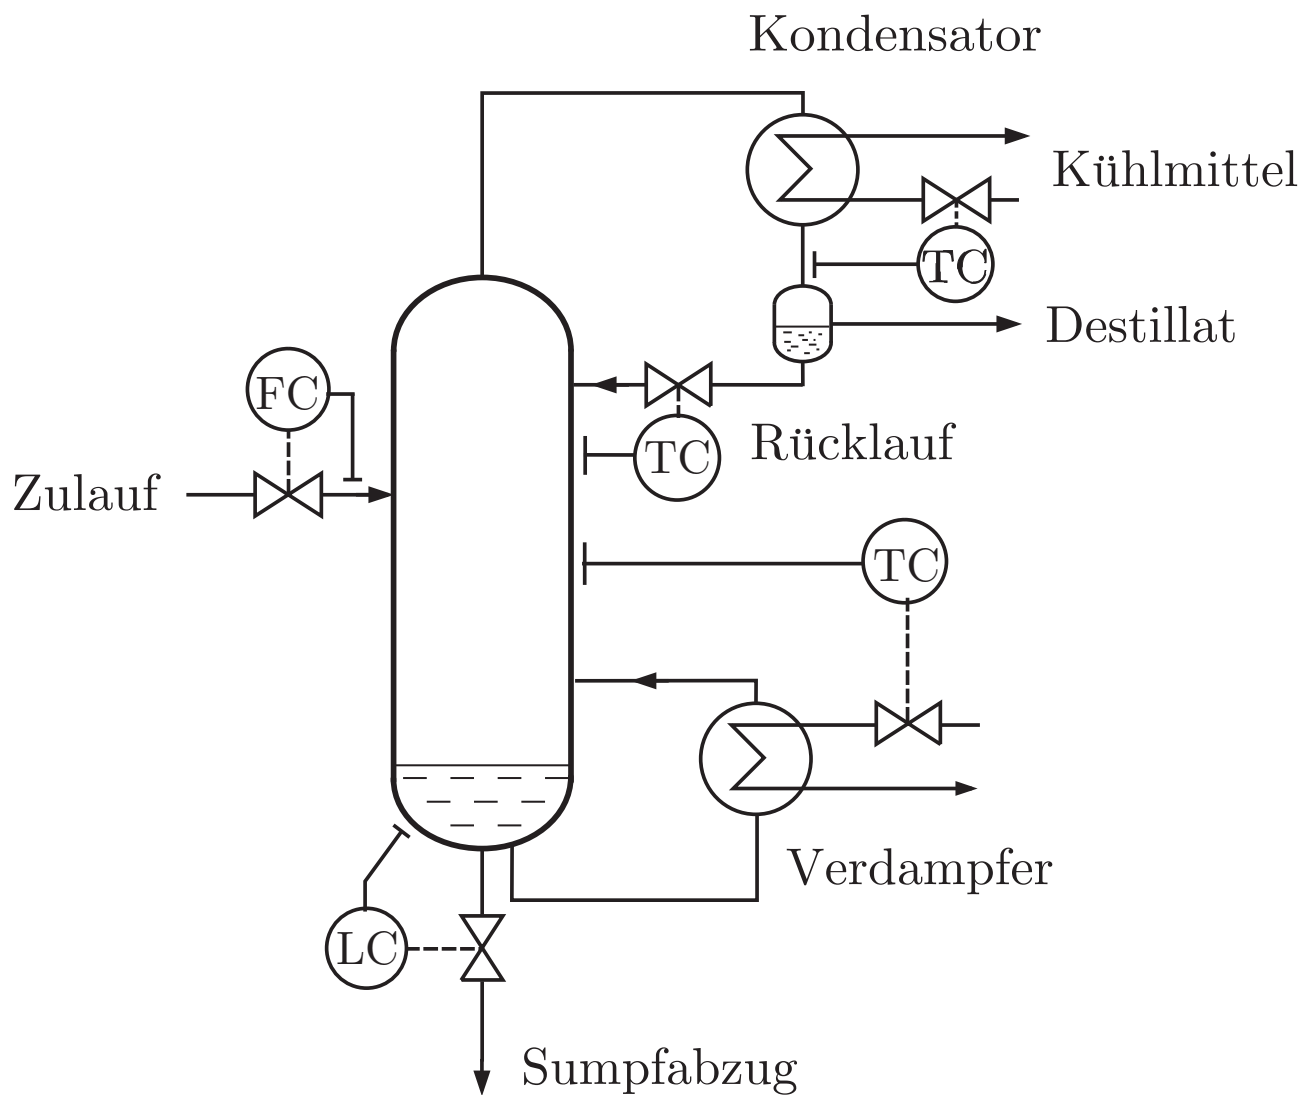 Kondensator
Kühlmittel
TC
Destillat
FC
TC
Rücklauf
Zulauf
TC
Verdampfer
LC
Sumpfabzug